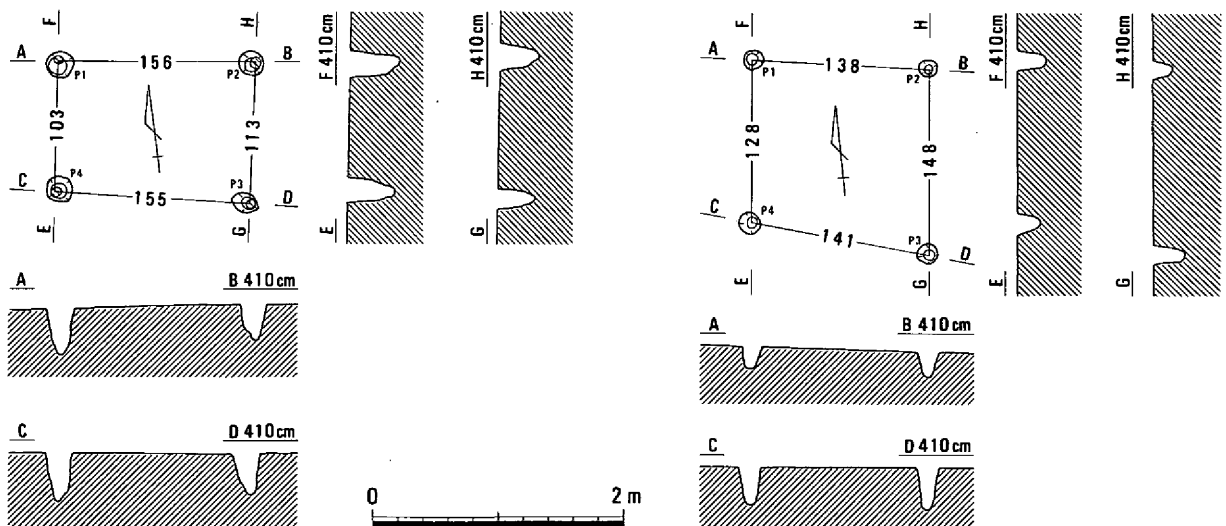 F H
A B
P1 156 P2
103 113
P4 P3
C 155 D
E G
F 410cm
E
H 410cm
G
A B 410cm
C D 410cm
F H
A B
P1 138 P2
128 148
P4 P3
C 141 D
E G
F 410cm
E
H 410cm
G
A B 410cm
C D 410cm
0 2 m